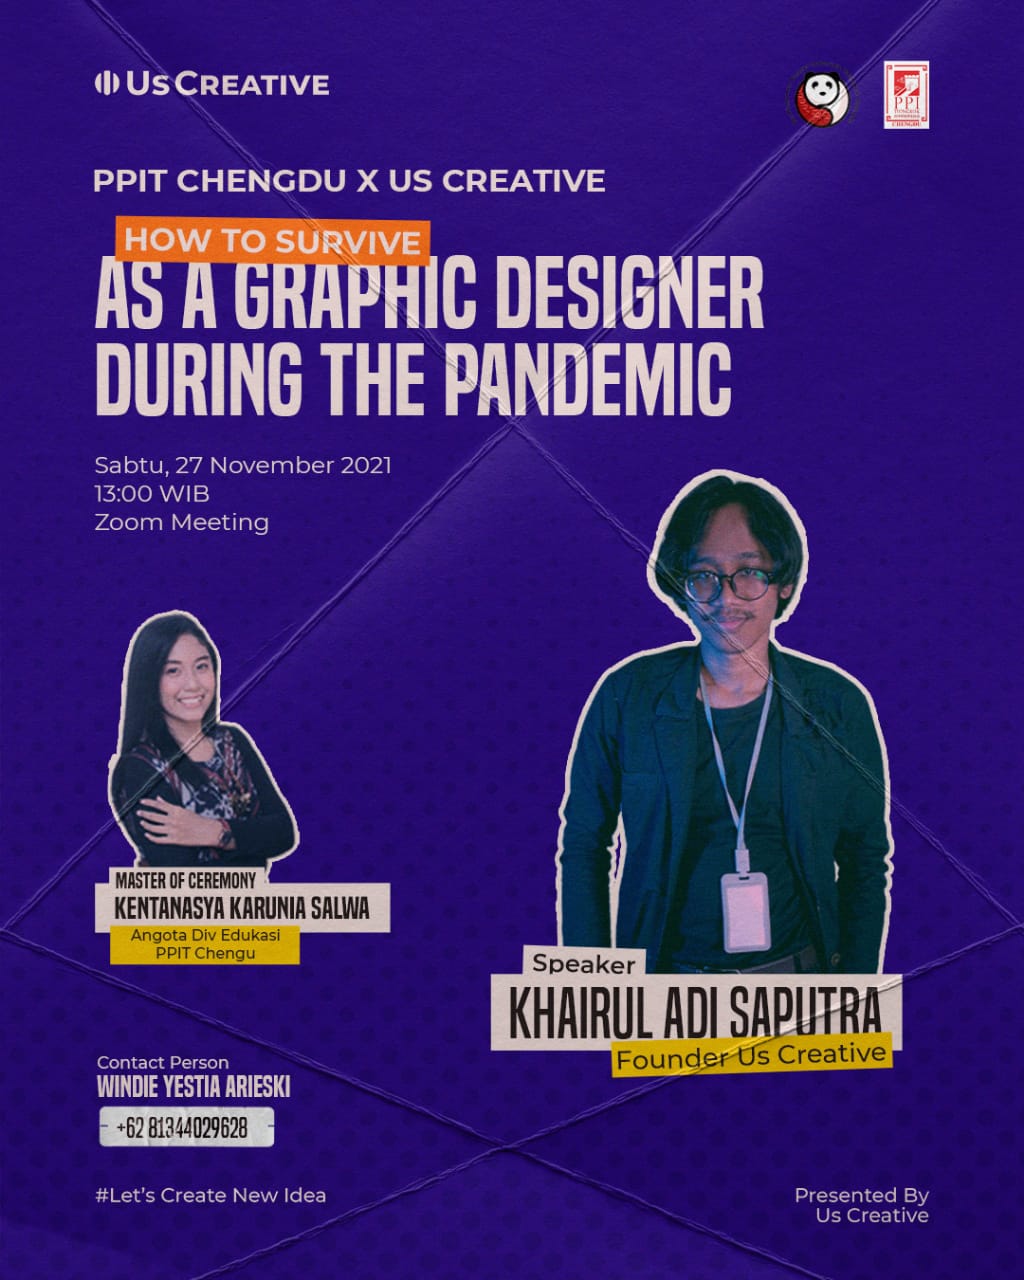 US CREATIVE
PPI
CHENGDU
PPIT CHENGDU X US CREATIVE
HOW TO SURVIVE
AS A GRAPHIC DESIGNER
DURING THE PANDEMIC
Sabtu, 27 November 2021
13:00 WIB
Zoom Meeting
MASTER OF CEREMONY
KENTANASYA KARUNIA SALWA
Angota Div Edukasi
PPIT Chengu
Speaker
KHAIRUL ADI SAPUTRA
Founder Us Creative
Contact Person
WINDIE YESTIA ARIESKI
+62 81344029628
#Let's Create New Idea
Presented By
Us Creative